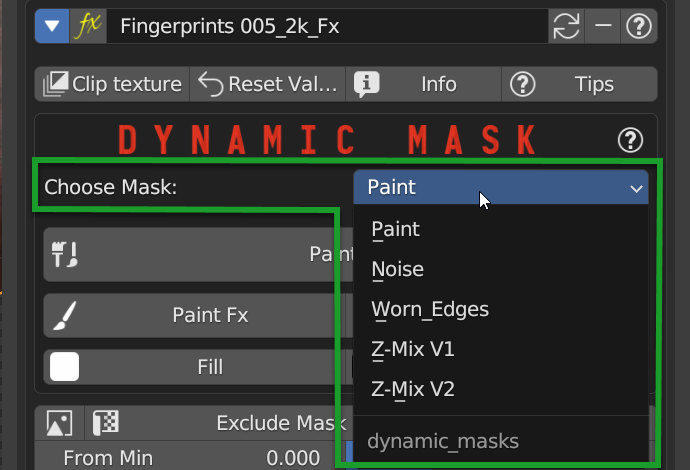 fx Fingerprints 005_2k_Fx
Clip texture Reset Val... Info Tips
DYNAMIC MASK
Choose Mask: Paint
Paint
Noise
Worn_Edges
Z-Mix V1
Z-Mix V2
dynamic_masks
Paint Fx
Fill
Exclude Mask
From Min 0.000